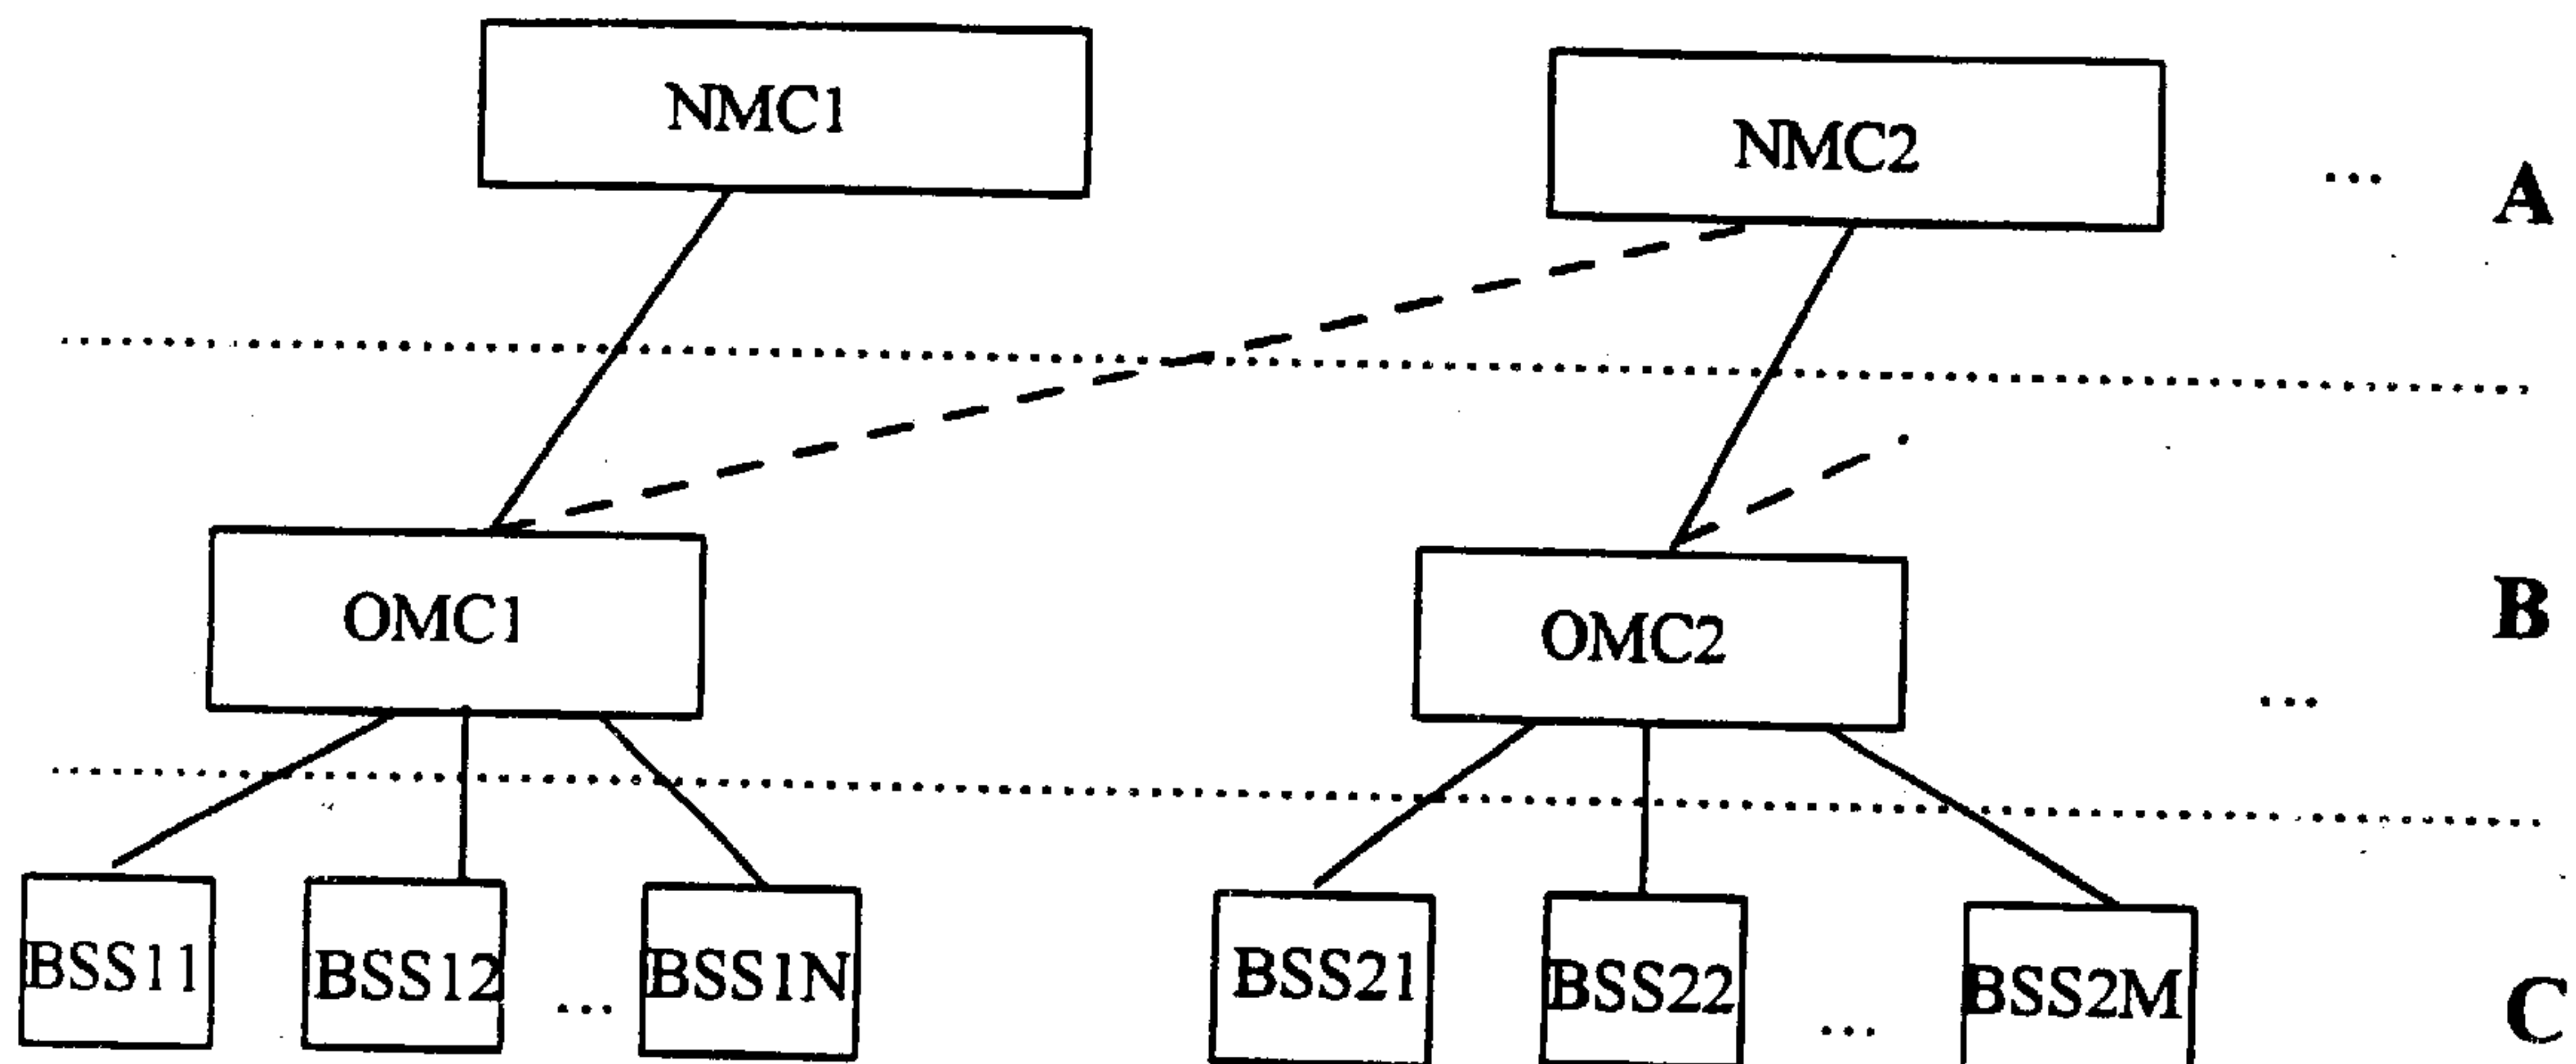 NMC1
NMC2
...
A
OMC1
OMC2
...
B
BSS11
BSS12
...
BSS1N
BSS21
BSS22
...
BSS2M
C